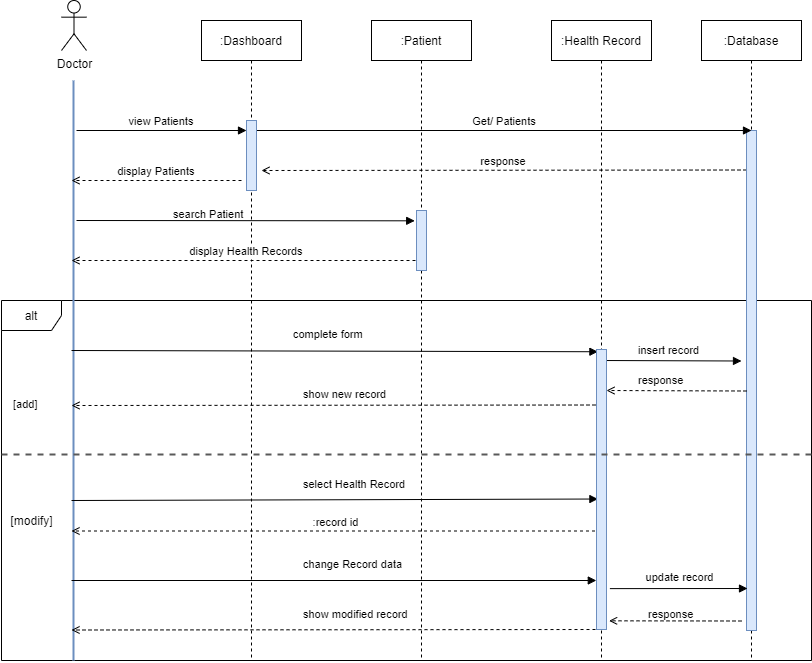 :Dashboard
:Patient
:Health Record
:Database
Doctor
view Patients
Get/ Patients
response
display Patients
search Patient
display Health Records
alt
complete form
insert record
response
show new record
[add]
select Health Record
[modify]
:record id
change Record data
update record
show modified record
response